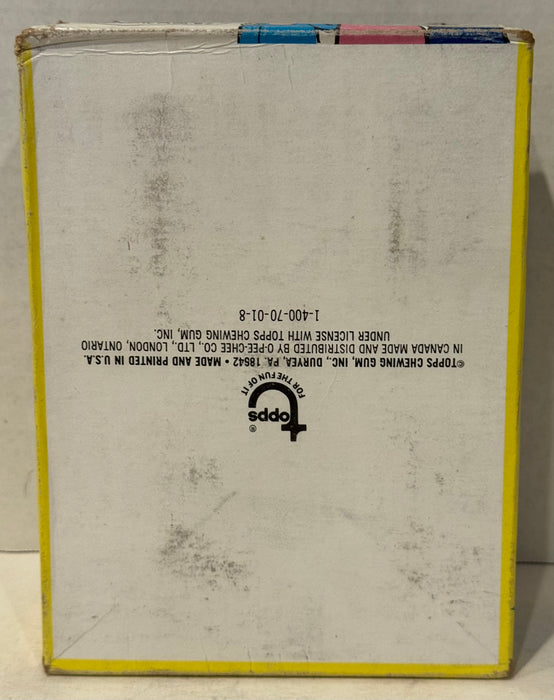 topps®
FOR THE FUN OF IT
©TOPPS CHEWING GUM, INC., DURYEA, PA. 18642 • MADE AND PRINTED IN U.S.A.
IN CANADA MADE AND DISTRIBUTED BY O-PEE-CHEE CO., LTD., LONDON, ONTARIO
UNDER LICENSE WITH TOPPS CHEWING GUM, INC.
1-400-70-01-8